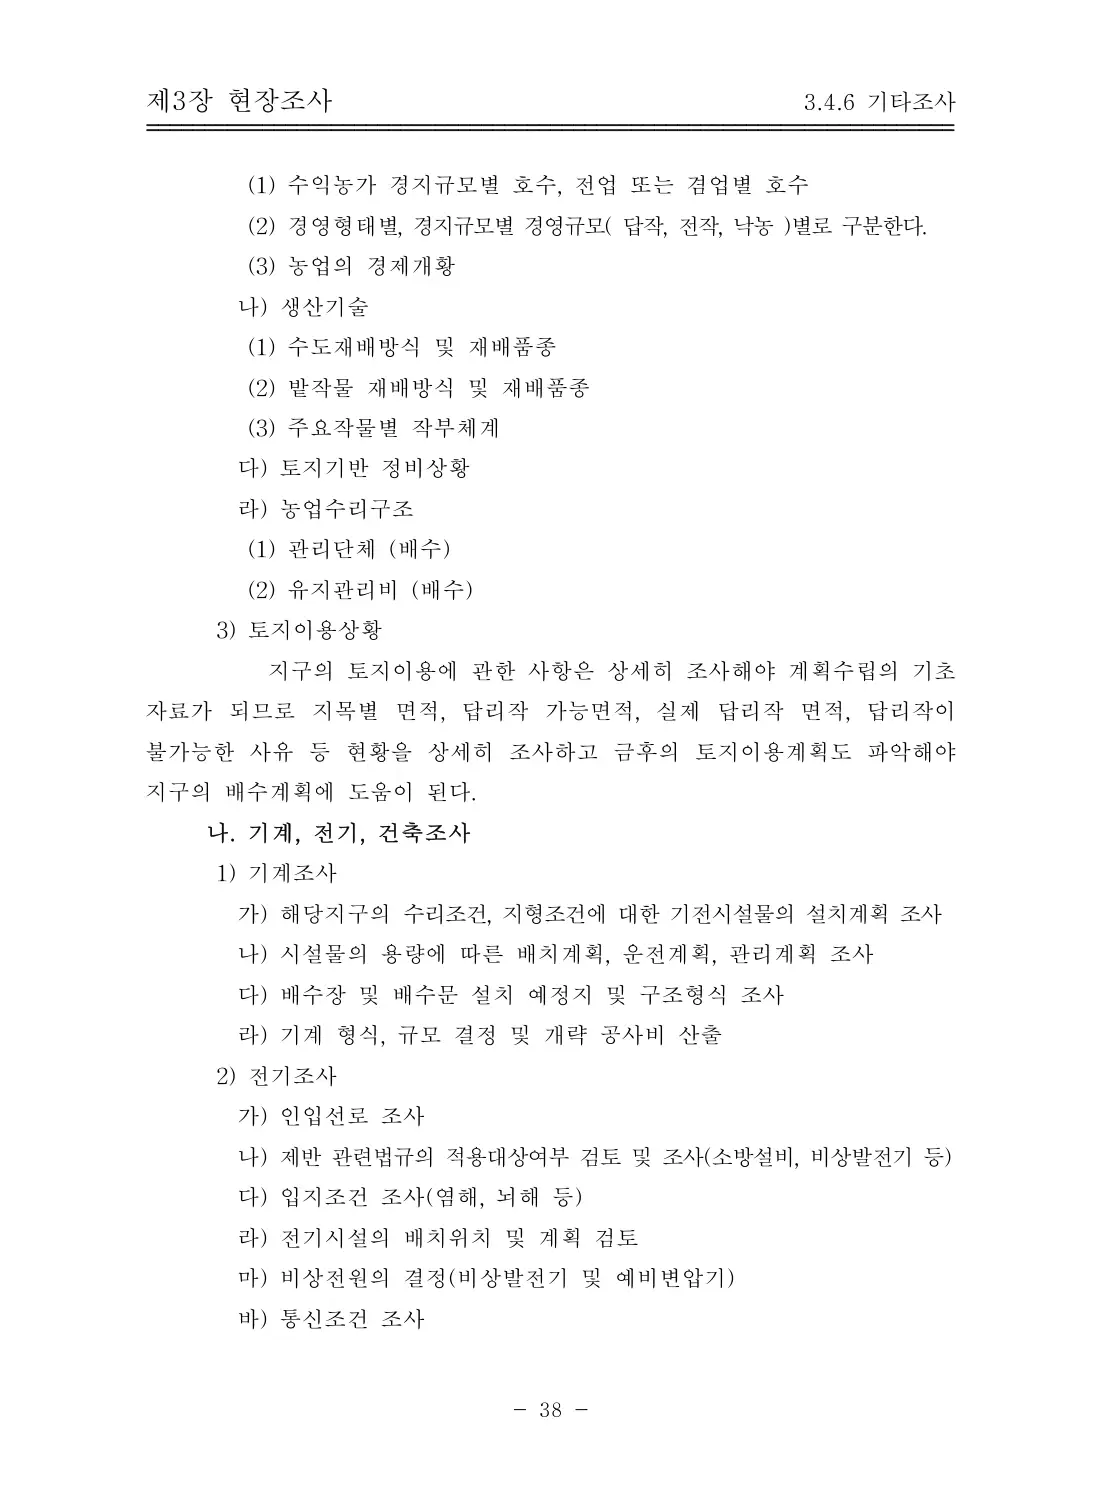 제3장 현장조사
3.4.6 기타조사
(1) 수익농가 경지규모별 호수, 전업 또는 겸업별 호수
(2) 경영형태별, 경지규모별 경영규모( 답작, 전작, 낙농 )별로 구분한다.
(3) 농업의 경제개황
나) 생산기술
(1) 수도재배방식 및 재배품종
(2) 밭작물 재배방식 및 재배품종
(3) 주요작물별 작부체계
다) 토지기반 정비상황
라) 농업수리구조
(1) 관리단체 (배수)
(2) 유지관리비 (배수)
3) 토지이용상황
지구의 토지이용에 관한 사항은 상세히 조사해야 계획수립의 기초
자료가 되므로 지목별 면적, 답리작 가능면적, 실제 답리작 면적, 답리작이
불가능한 사유 등 현황을 상세히 조사하고 금후의 토지이용계획도 파악해야
지구의 배수계획에 도움이 된다.
나. 기계, 전기, 건축조사
1) 기계조사
가) 해당지구의 수리조건, 지형조건에 대한 기전시설물의 설치계획 조사
나) 시설물의 용량에 따른 배치계획, 운전계획, 관리계획 조사
다) 배수장 및 배수문 설치 예정지 및 구조형식 조사
라) 기계 형식, 규모 결정 및 개략 공사비 산출
2) 전기조사
가) 인입선로 조사
나) 제반 관련법규의 적용대상여부 검토 및 조사(소방설비, 비상발전기 등)
다) 입지조건 조사(염해, 뇌해 등)
라) 전기시설의 배치위치 및 계획 검토
마) 비상전원의 결정(비상발전기 및 예비변압기)
바) 통신조건 조사
- 38 -